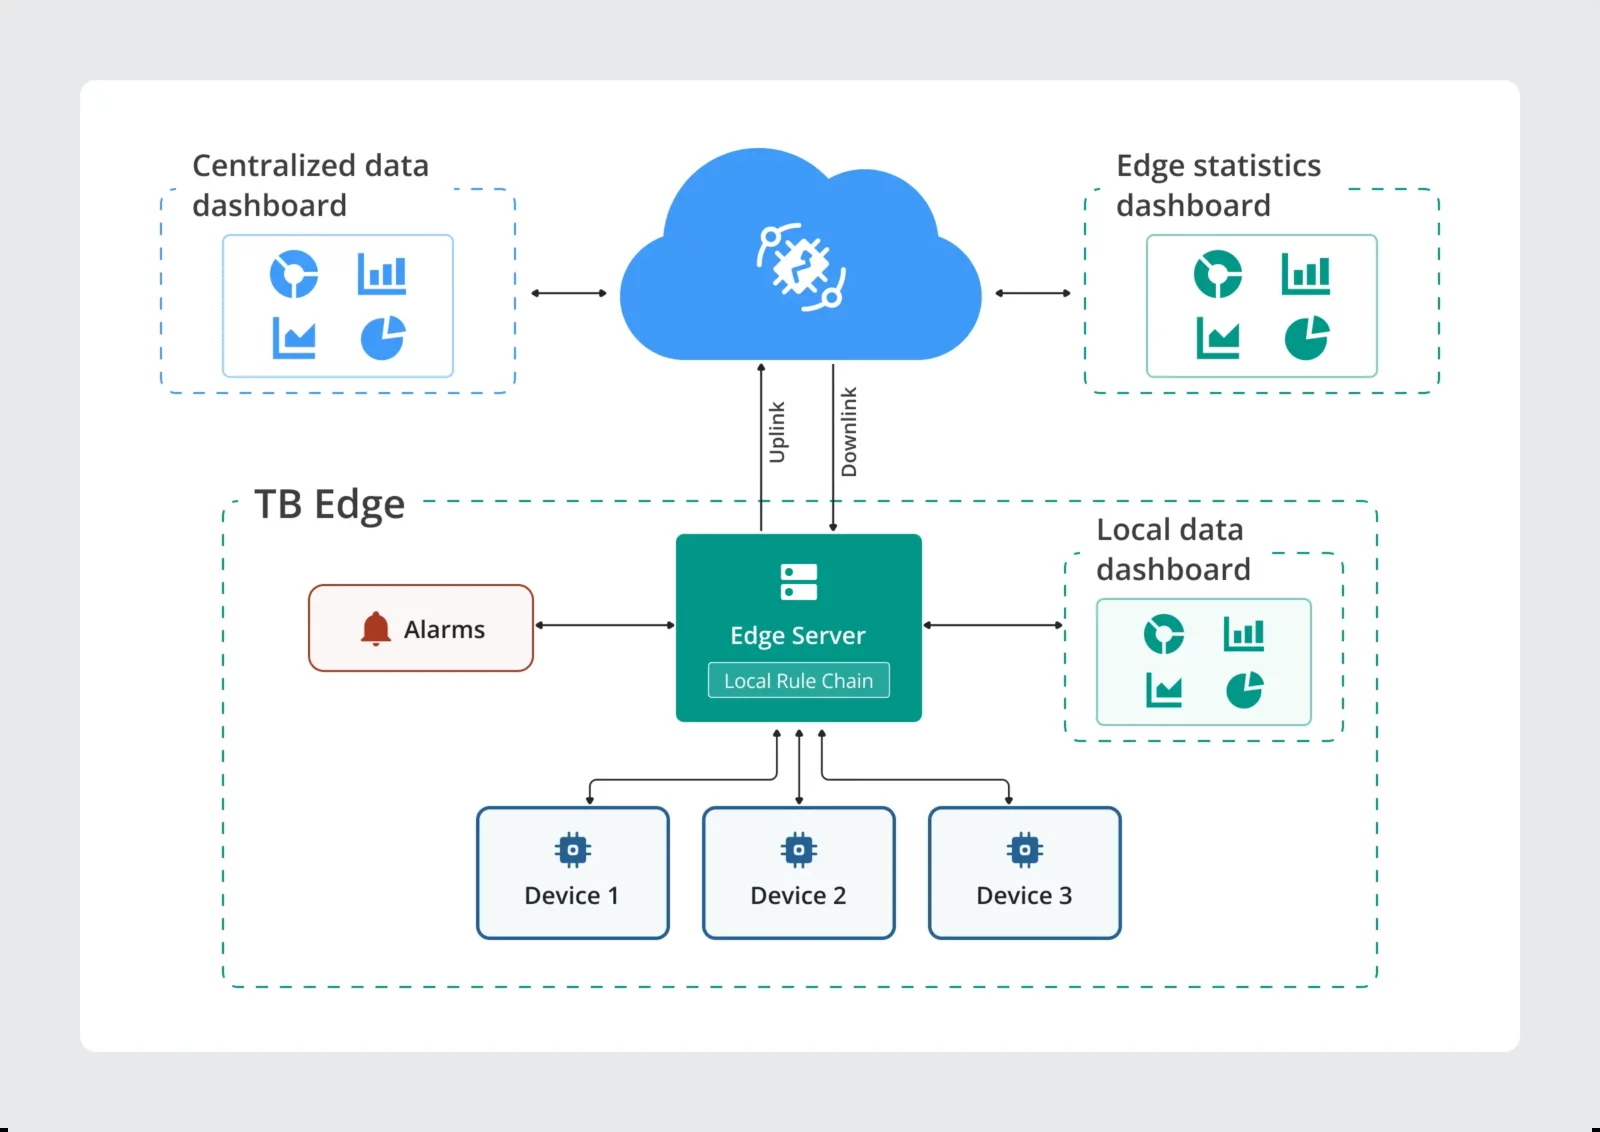 Centralized data
dashboard
Edge statistics
dashboard
Uplink
Downlink
TB Edge
Local data
dashboard
Alarms
Edge Server
Local Rule Chain
Device 1
Device 2
Device 3